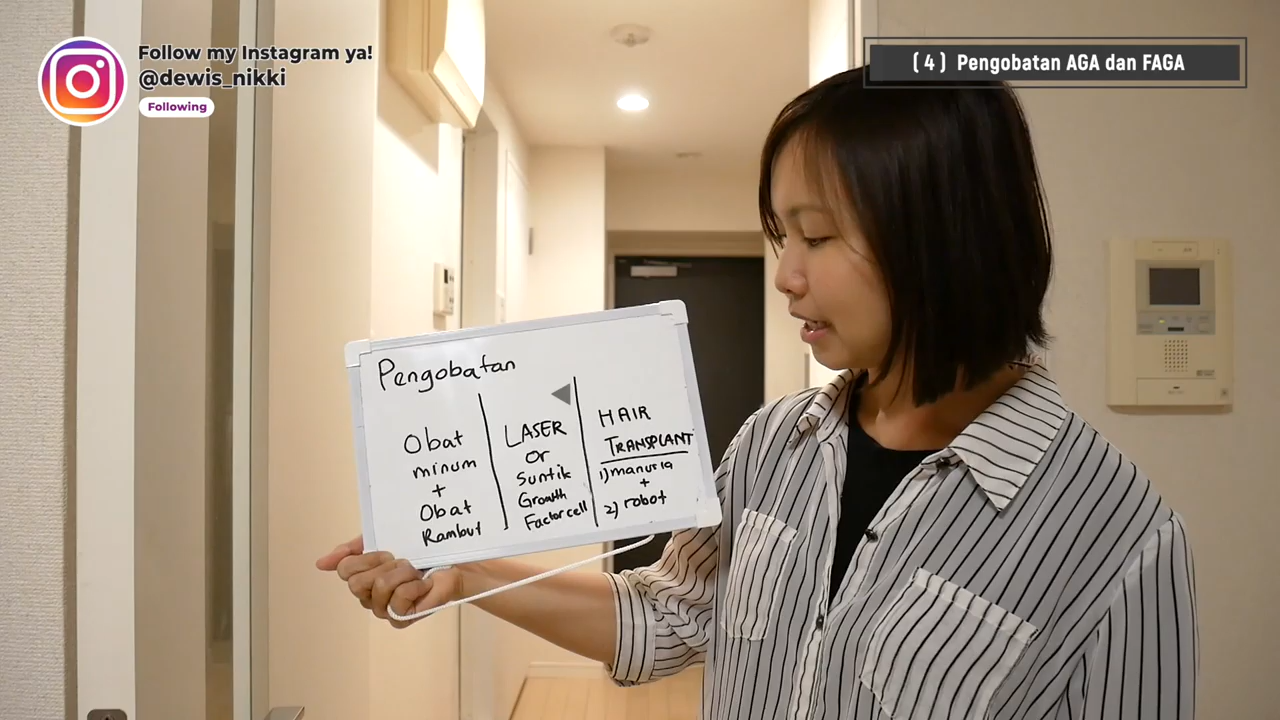 Follow my Instagram ya!
@dewis_nikki
Following
(4) Pengobatan AGA dan FAGA
Pengobatan
Obat
minum
+
Obat
Rambut
LASER
Or
Suntik
Growth
Factor cell
HAIR
TRANSPLANT
1) manusia
+
2) robot